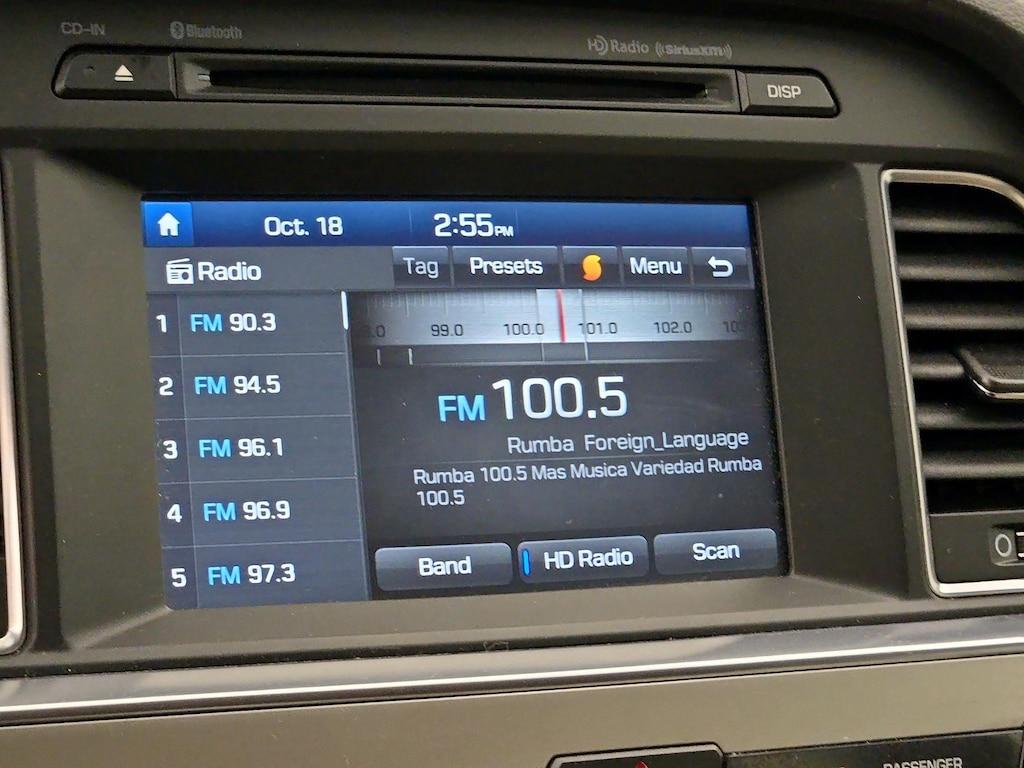 CD-IN
Bluetooth
HD Radio ((SiriusXM))
DISP
Oct. 18 2:55PM
Radio Tag Presets Menu
1 FM 90.3
2 FM 94.5
3 FM 96.1
4 FM 96.9
5 FM 97.3
.0 99.0 100.0 101.0 102.0 10
FM 100.5
Rumba Foreign_Language
Rumba 100.5 Mas Musica Variedad Rumba
100.5
Band HD Radio Scan
PASSENGER